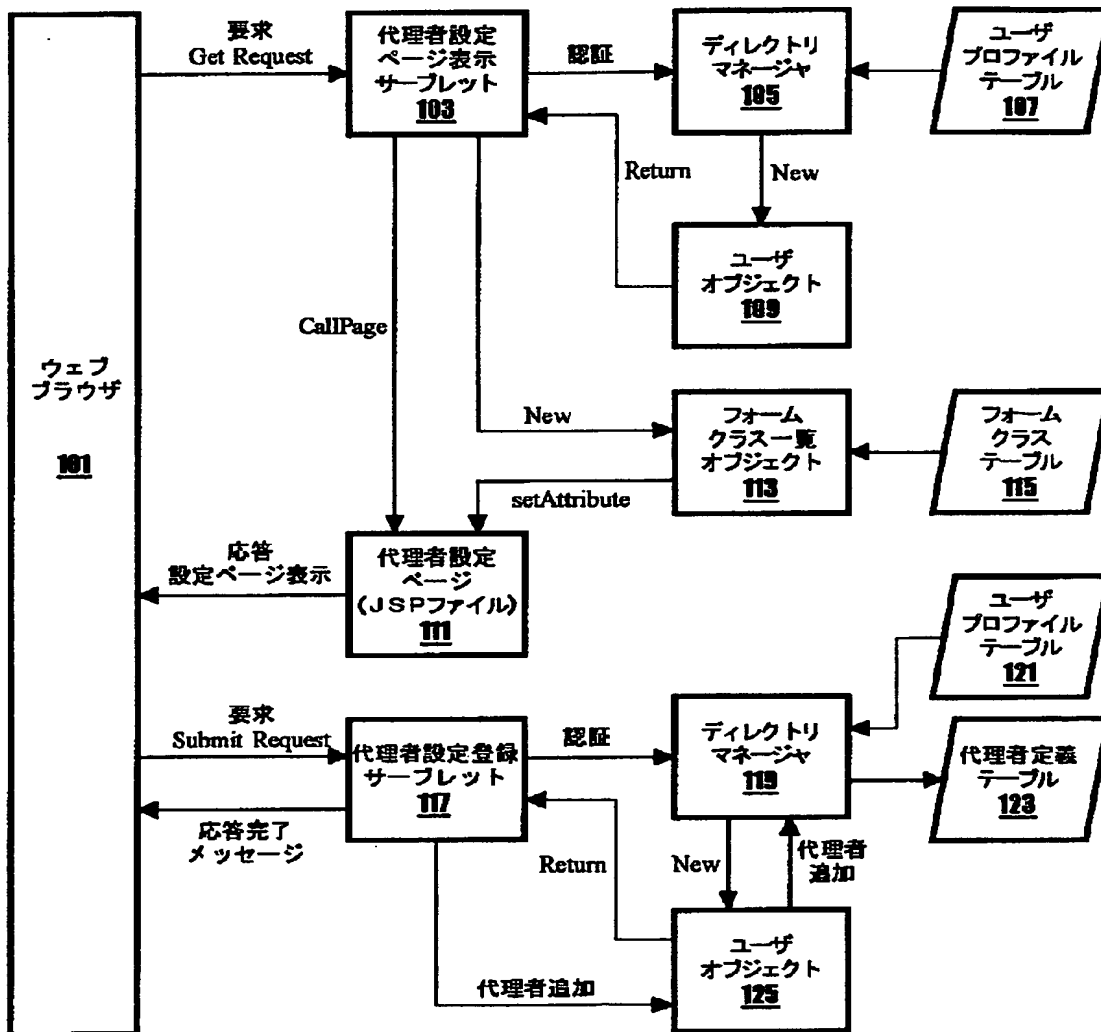 要求
Get Request
代理者設定
ページ表示
サーブレット
103
認証
ディレクトリ
マネージャ
105
ユーザ
プロファイル
テーブル
107
Return
New
ユーザ
オブジェクト
109
CallPage
ウェブ
ブラウザ
101
New
フォーム
クラス一覧
オブジェクト
113
フォーム
クラス
テーブル
115
setAttribute
応答
設定ページ表示
代理者設定
ページ
(JSPファイル)
111
ユーザ
プロファイル
テーブル
121
要求
Submit Request
代理者設定登録
サーブレット
117
認証
ディレクトリ
マネージャ
119
代理者定義
テーブル
123
応答完了
メッセージ
Return
New
代理者
追加
ユーザ
オブジェクト
125
代理者追加